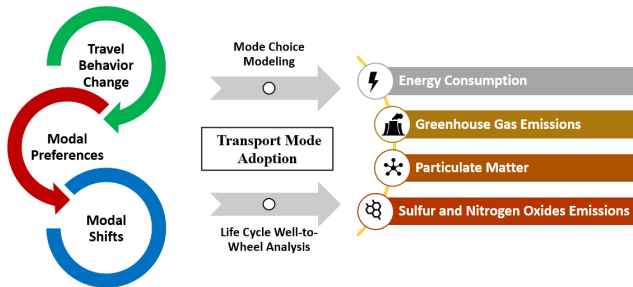 Travel
Behavior
Change
Modal
Preferences
Modal
Shifts
Mode Choice
Modeling
Transport Mode
Adoption
Life Cycle Well-to-
Wheel Analysis
Energy Consumption
Greenhouse Gas Emissions
Particulate Matter
Sulfur and Nitrogen Oxides Emissions